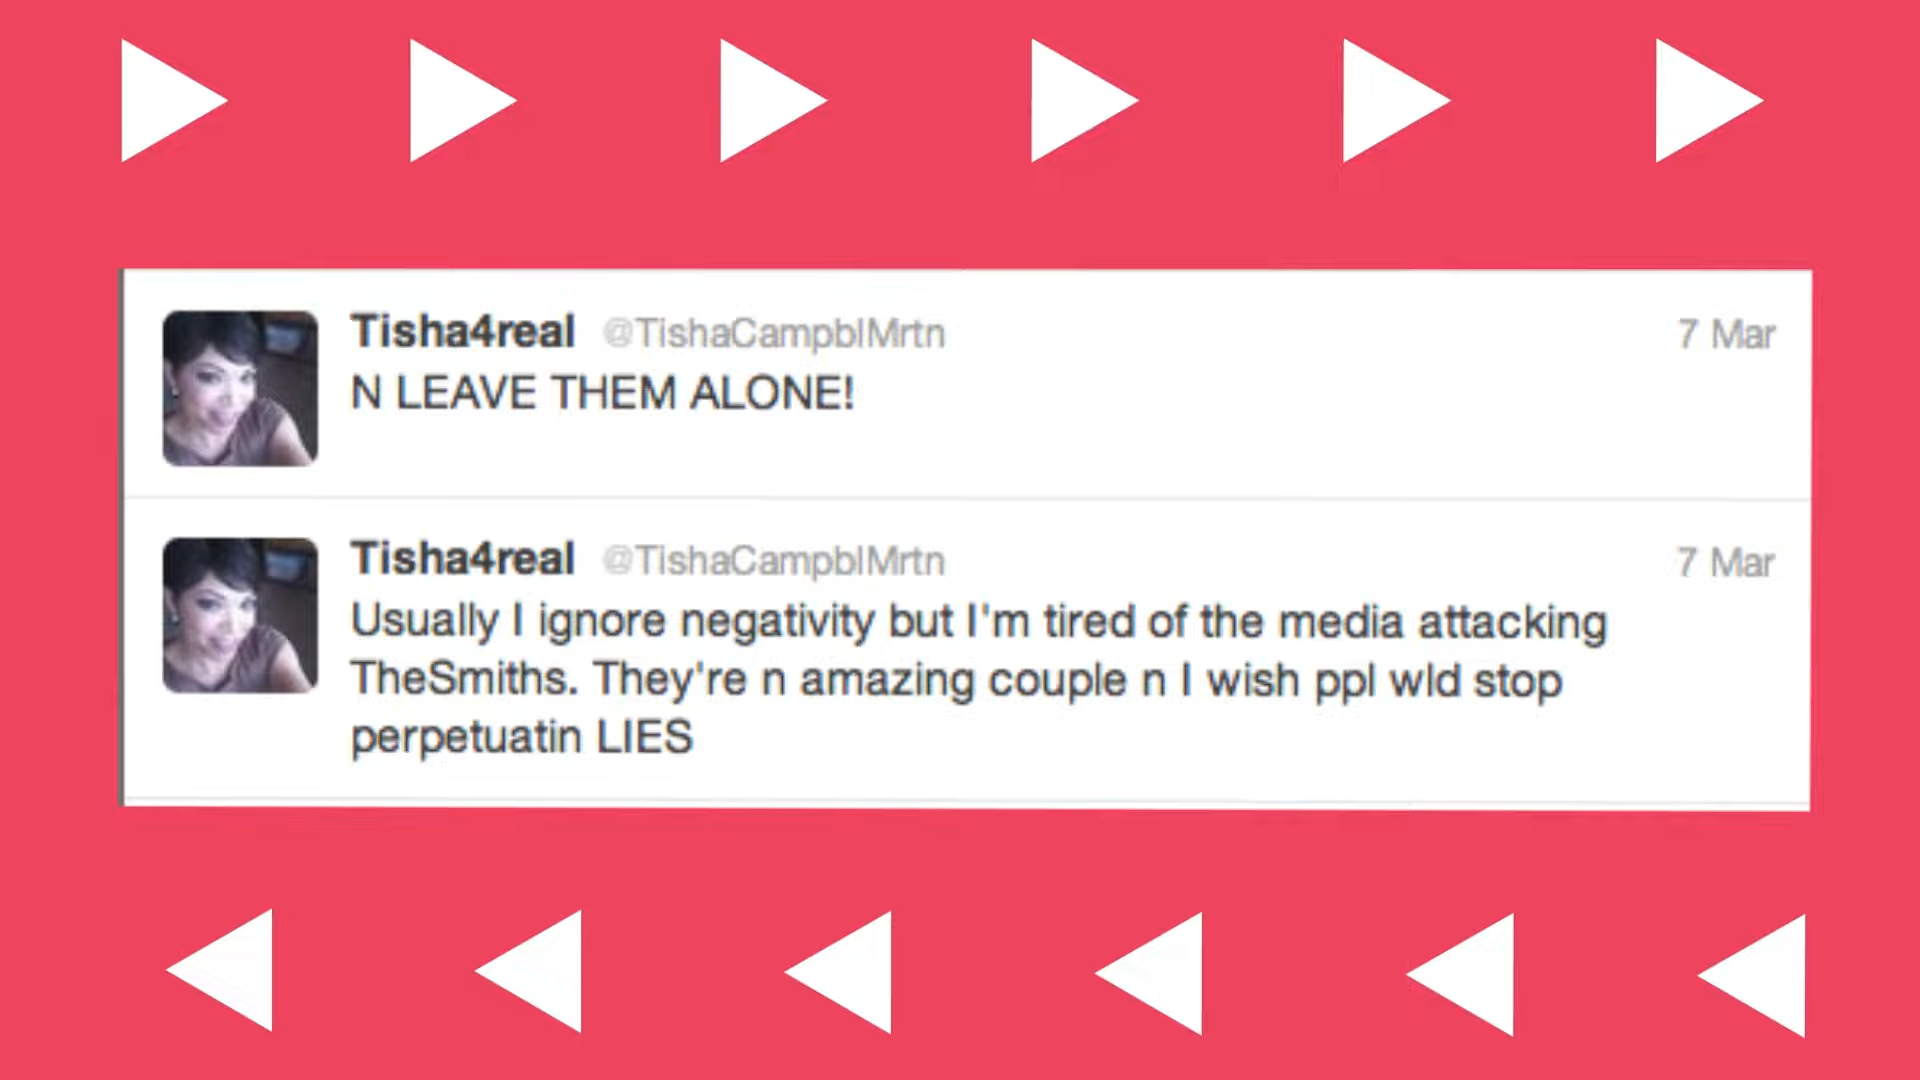 Tisha4real @TishaCampblMrtn 7 Mar
N LEAVE THEM ALONE!
Tisha4real @TishaCampblMrtn 7 Mar
Usually I ignore negativity but I'm tired of the media attacking
TheSmiths. They're n amazing couple n I wish ppl wld stop
perpetuatin LIES